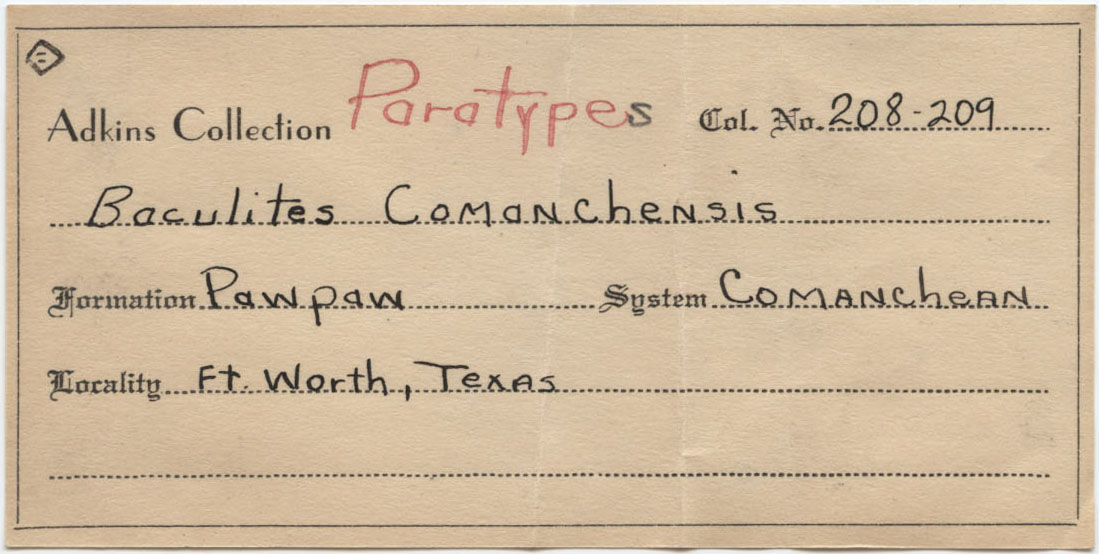 Adkins Collection Paratypes Col. No. 208-209
Baculites Comanchensis
Formation Pawpaw System Comanchean
Locality Ft. Worth, Texas